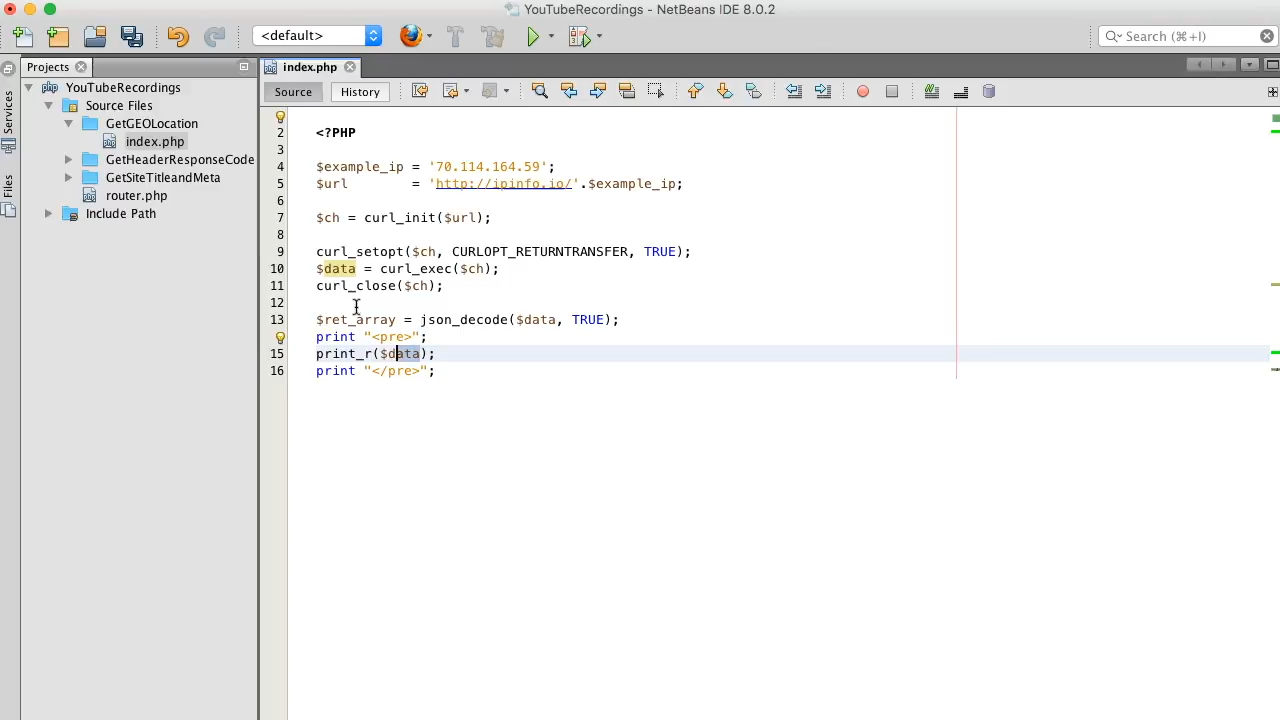 YouTubeRecordings - NetBeans IDE 8.0.2
<default>
Search (⌘+I)
Projects
index.php
Source
History
Services
Files
YouTubeRecordings
Source Files
GetGEOLocation
index.php
GetHeaderResponseCode
GetSiteTitleandMeta
router.php
Include Path
2 <?PHP
3
4 $example_ip = '70.114.164.59';
5 $url        = 'http://ipinfo.io/'.$example_ip;
6
7 $ch = curl_init($url);
8
9 curl_setopt($ch, CURLOPT_RETURNTRANSFER, TRUE);
10 $data = curl_exec($ch);
11 curl_close($ch);
12
13 $ret_array = json_decode($data, TRUE);
print "<pre>";
15 print_r($data);
16 print "</pre>";